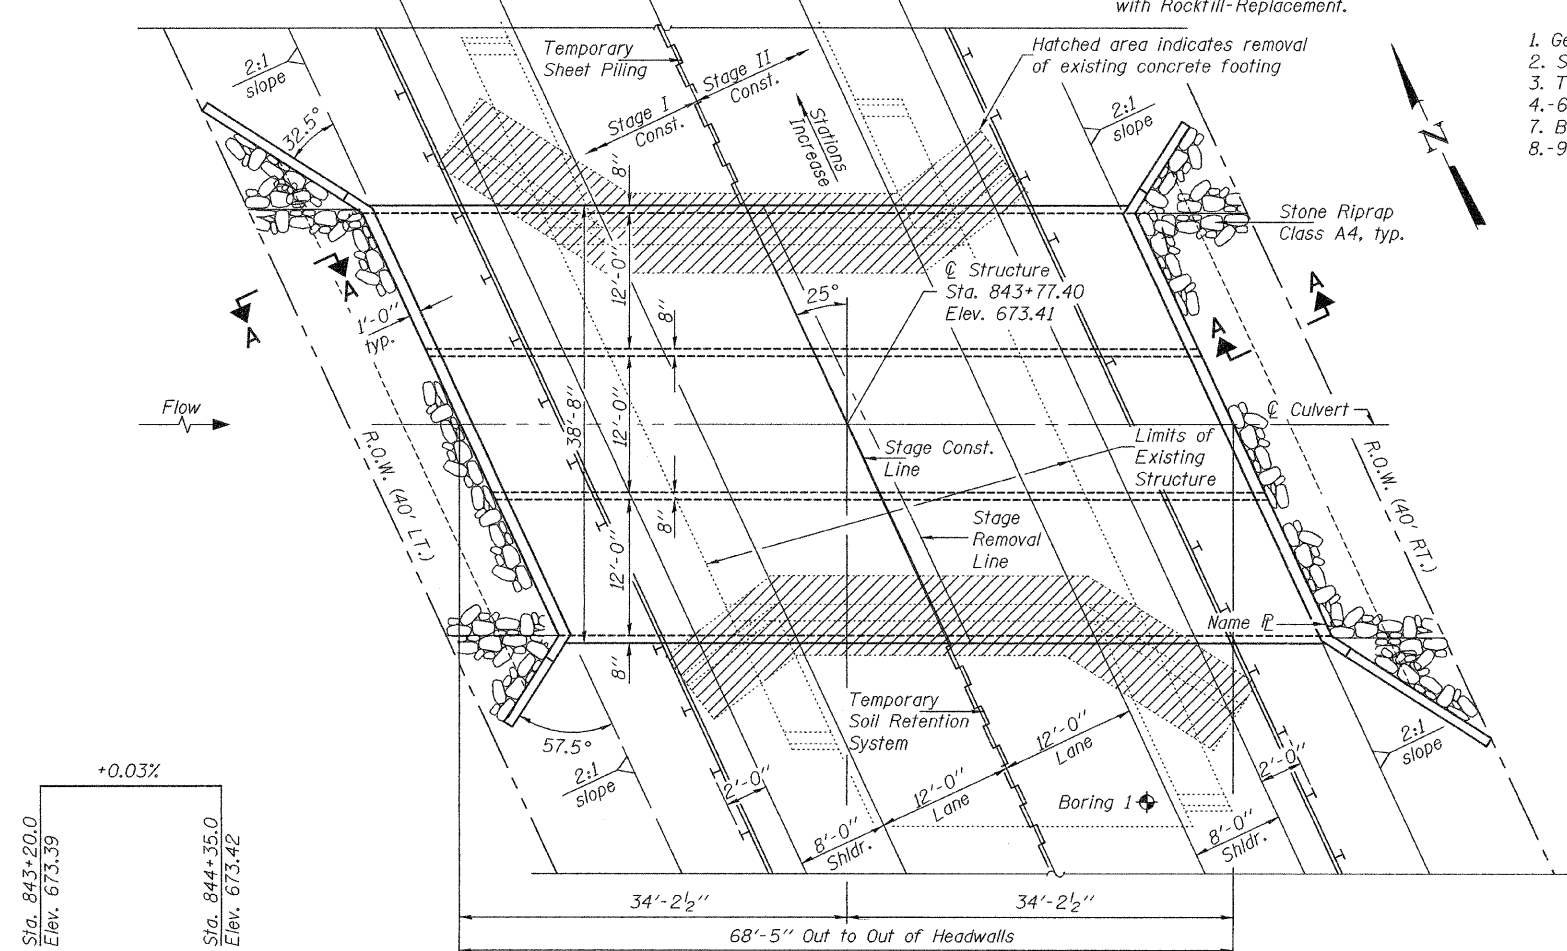 with Rockfill-Replacement.
1. Ge
2. S
3. T
4.-6
7. B
8.-9
Temporary
Sheet Piling
Stage II
Const.
Stage I
Const.
Hatched area indicates removal
of existing concrete footing
2:1
slope
32.5°
Stations
Increase
2:1
slope
N
8"
Stone Riprap
Class A4, typ.
℄ Structure
Sta. 843+77.40
Elev. 673.41
25°
12'-0"
8"
A
A
1'-0"
typ.
A
A
38'-8"
12'-0"
Flow
℄ Culvert
Limits of
Existing
Structure
Stage Const.
Line
R.O.W. (40' LT.)
R.O.W. (40' RT.)
8"
Stage
Removal
Line
12'-0"
Name ℙL
8"
Temporary
Soil Retention
System
57.5°
2:1
slope
2:1
slope
2'-0"
12'-0"
Lane
12'-0"
Lane
2'-0"
Boring 1
8'-0"
Shldr.
8'-0"
Shldr.
+0.03%
Sta. 843+20.0
Elev. 673.39
Sta. 844+35.0
Elev. 673.42
34'-2½"
34'-2½"
68'-5" Out to Out of Headwalls